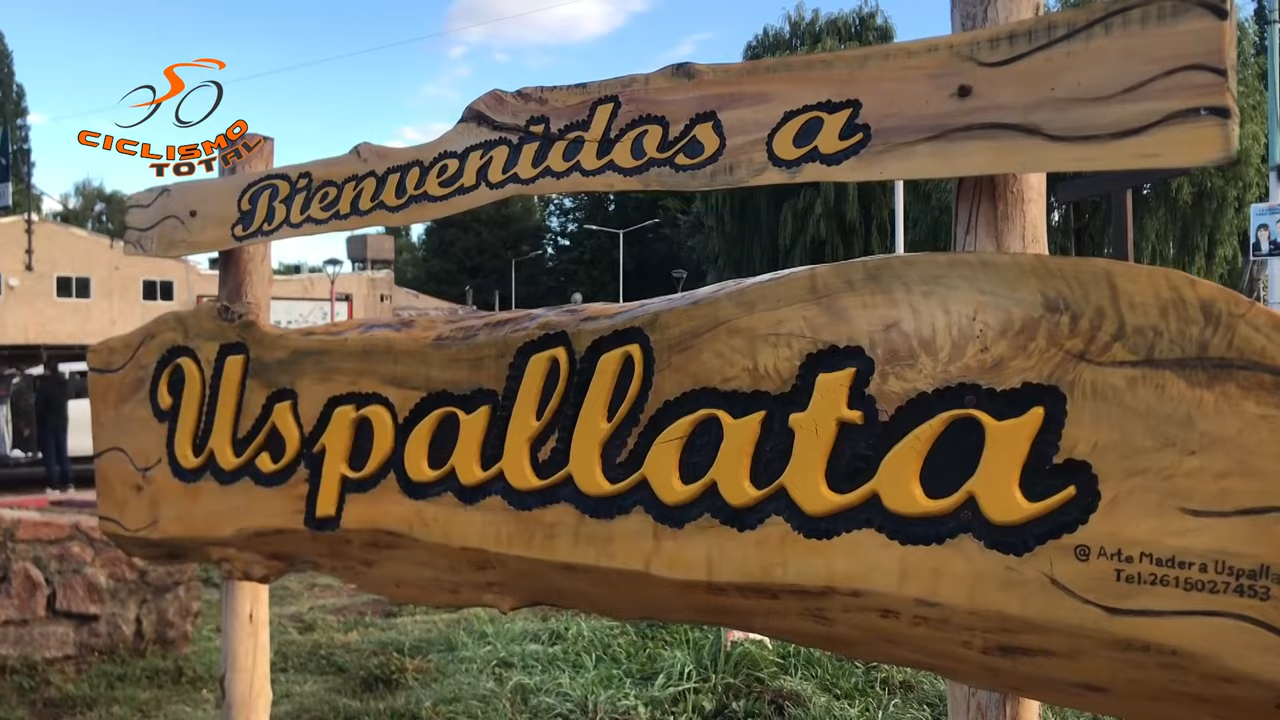 CICLISMO
TOTAL
Bienvenidos a
Uspallata
@ Arte Madera Uspalla
Tel.2615027453